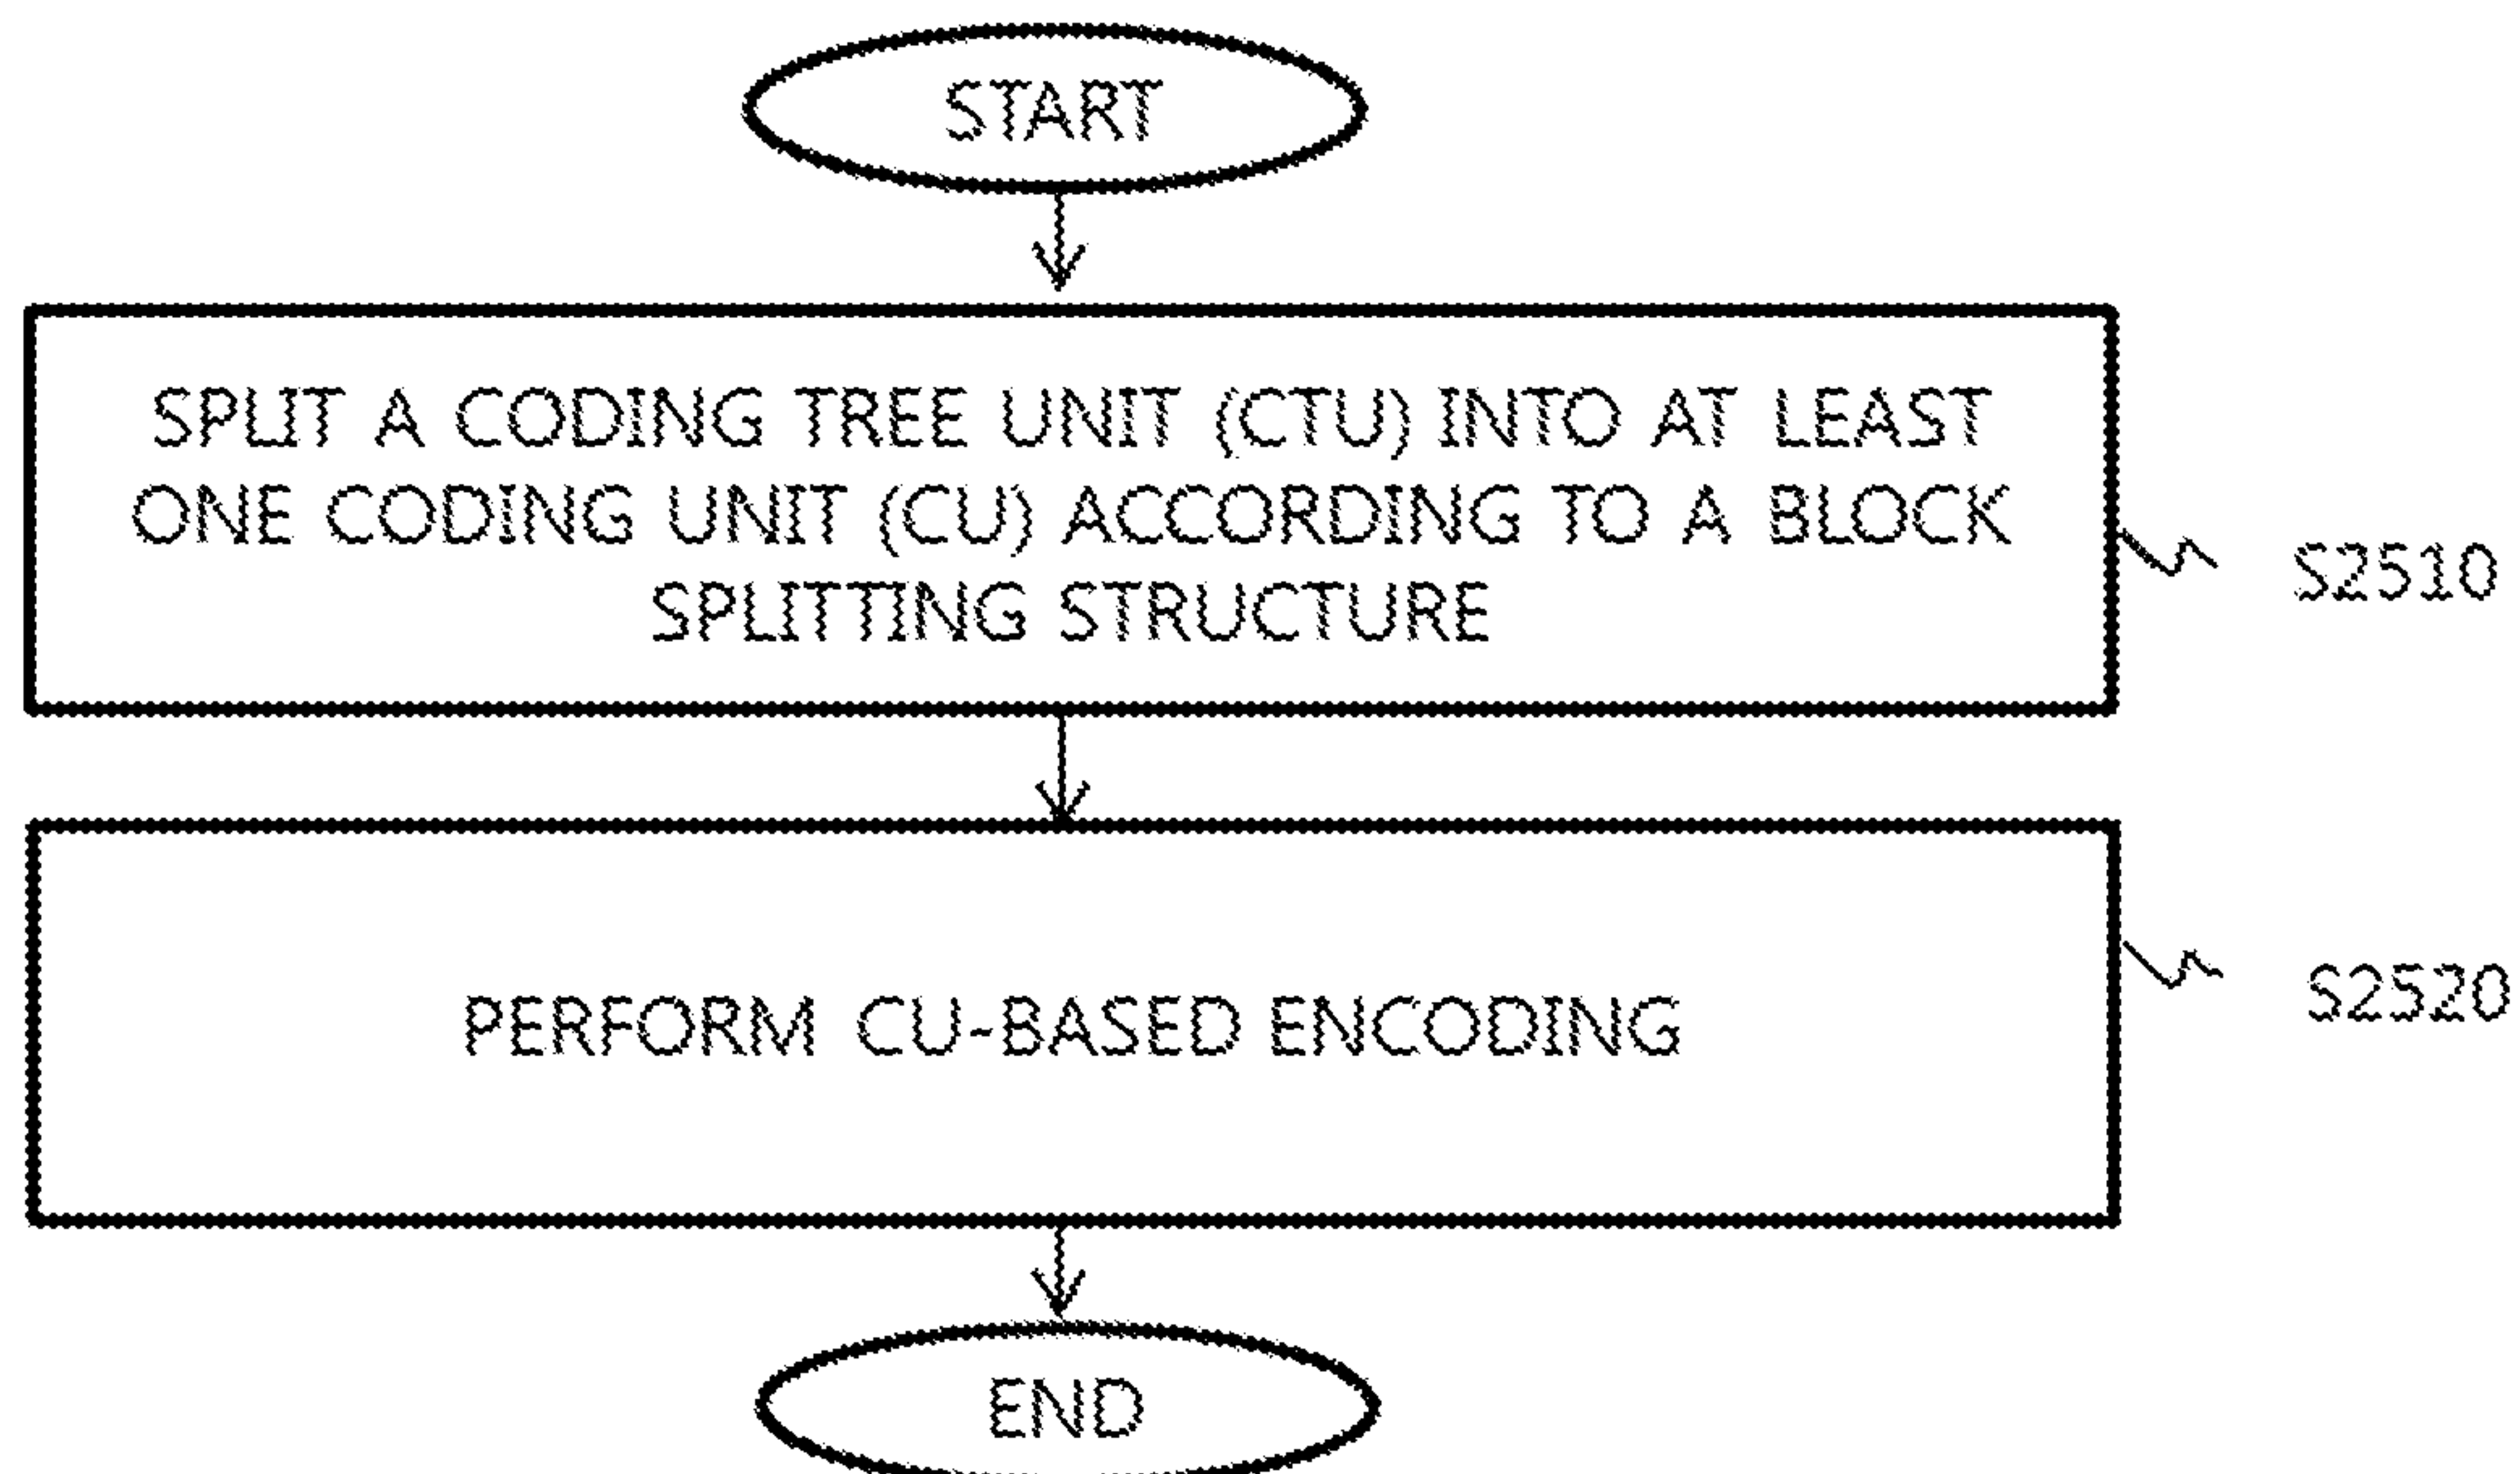 START
SPLIT A CODING TREE UNIT (CTU) INTO AT LEAST
ONE CODING UNIT (CU) ACCORDING TO A BLOCK
SPLITTING STRUCTURE
S2510
PERFORM CU-BASED ENCODING
S2520
END